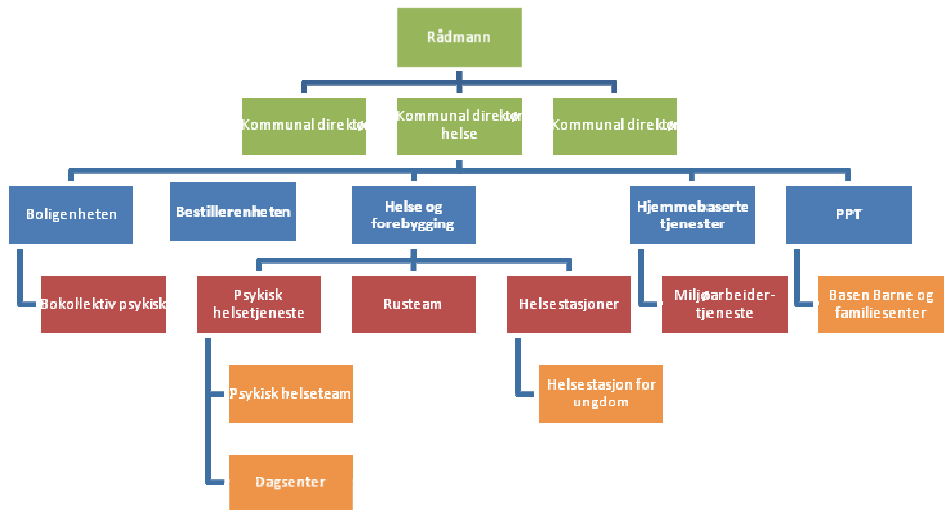 Rådmann
Kommunal direktør
Kommunal direktør
helse
Kommunal direktør
Boligenheten
Bestillerenheten
Helse og
forebygging
Hjemmebaserte
tjenester
PPT
Bokollektiv psykisk
Psykisk
helsetjeneste
Rusteam
Helsestasjoner
Miljøarbeider-
tjeneste
Basen Barne og
familiesenter
Psykisk helseteam
Helsestasjon for
ungdom
Dagsenter